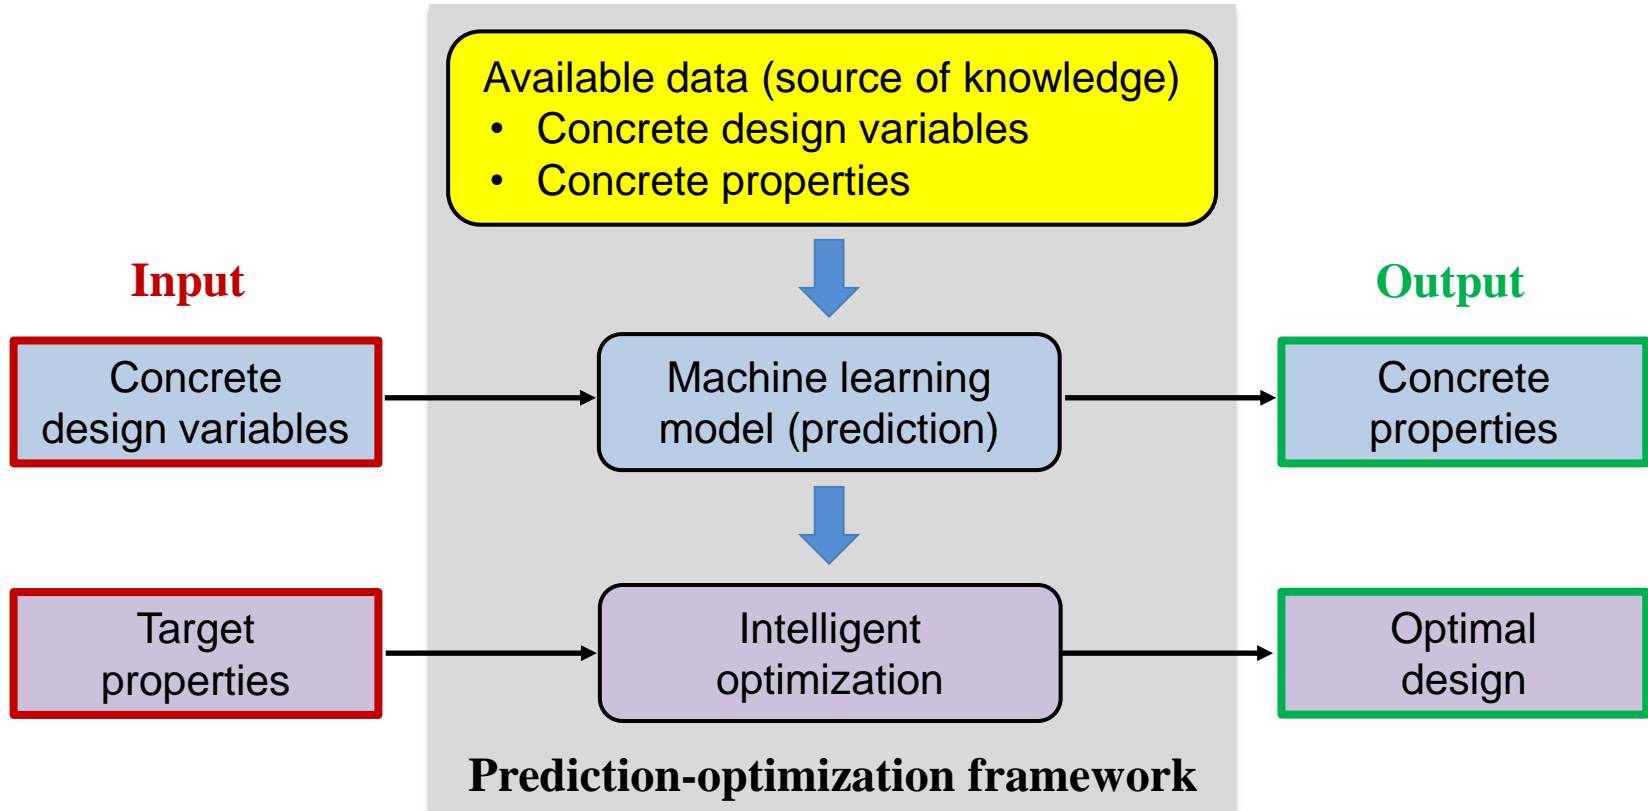 Available data (source of knowledge)
• Concrete design variables
• Concrete properties
Input
Output
Concrete
design variables
Machine learning
model (prediction)
Concrete
properties
Target
properties
Intelligent
optimization
Optimal
design
Prediction-optimization framework